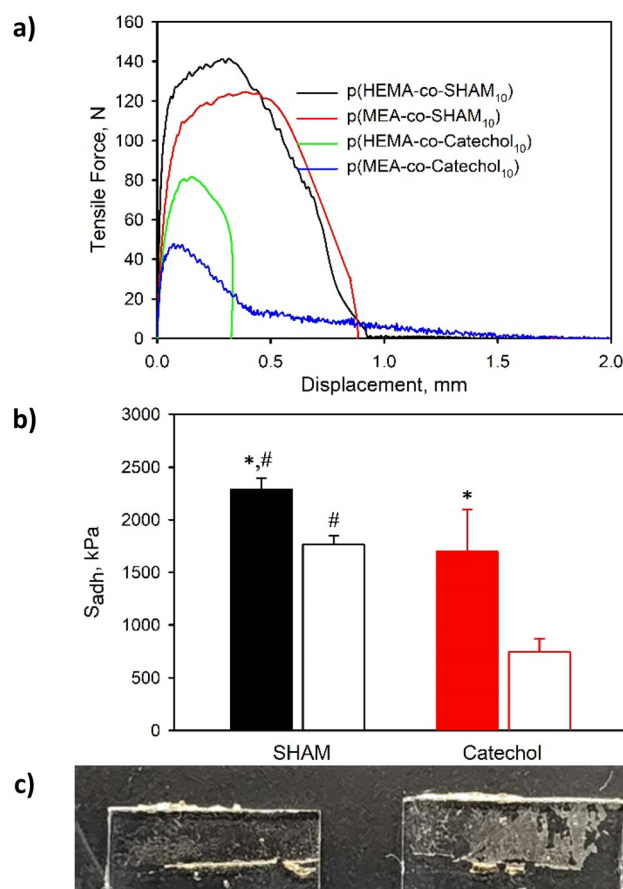 a)
160
140
120
100
80
60
40
20
0
Tensile Force, N
p(HEMA-co-SHAM₁₀)
p(MEA-co-SHAM₁₀)
p(HEMA-co-Catechol₁₀)
p(MEA-co-Catechol₁₀)
0.0 0.5 1.0 1.5 2.0
Displacement, mm
b)
3000
2500
2000
1500
1000
500
0
Sadh, kPa
*,#
#
*
SHAM Catechol
c)